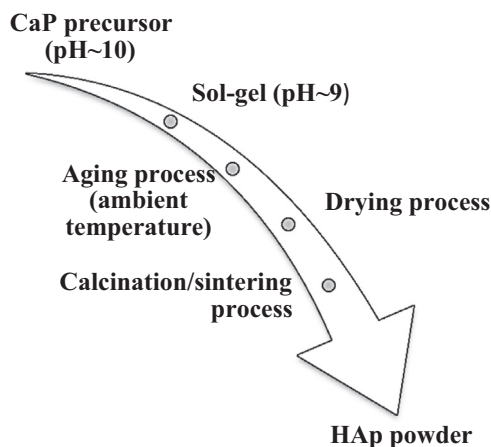 CaP precursor
(pH~10)
Sol-gel (pH~9)
Aging process
(ambient
temperature)
Drying process
Calcination/sintering
process
HAp powder